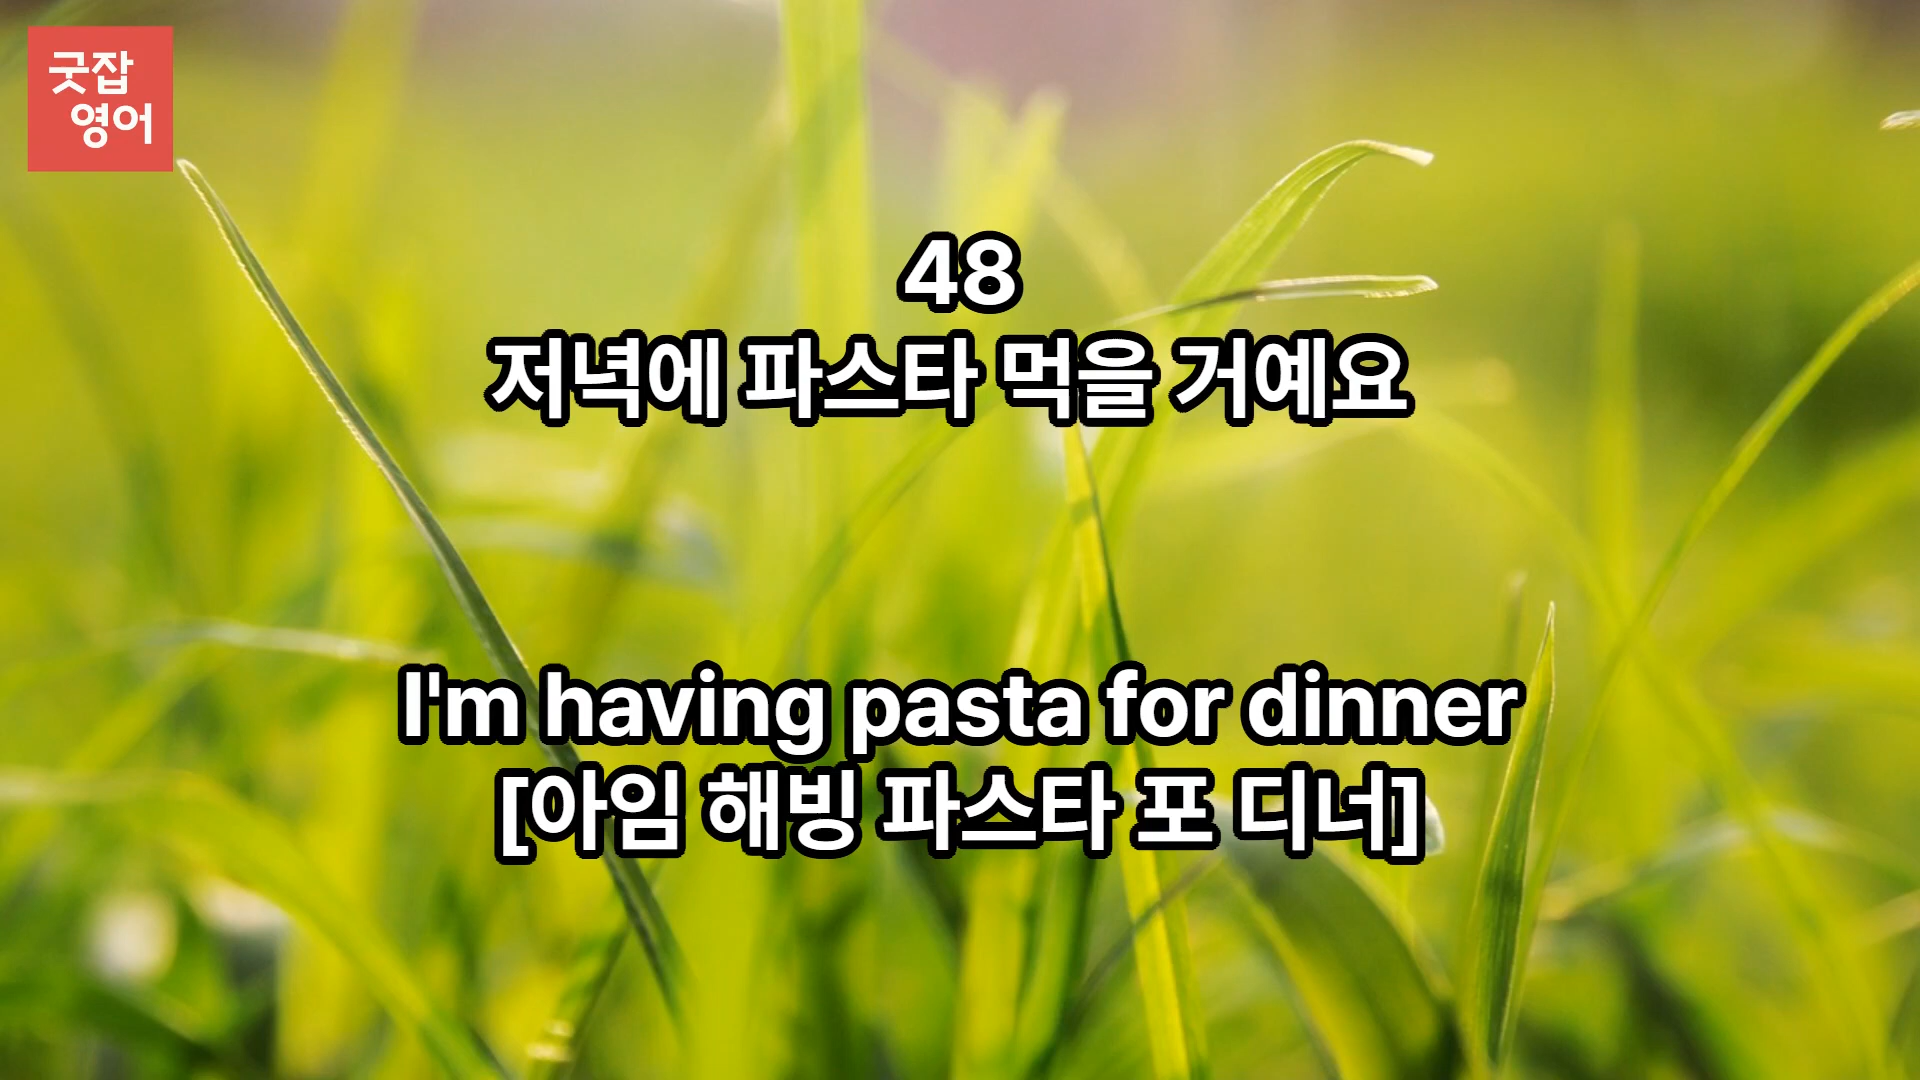 굿잡
영어
48
저녁에 파스타 먹을 거예요
I'm having pasta for dinner
[아임 해빙 파스타 포 디너]